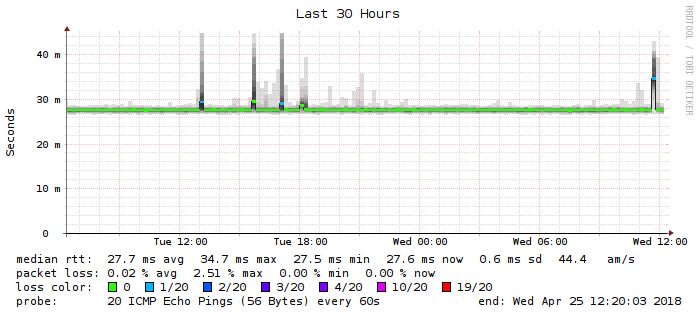 Last 30 Hours
RRDTOOL / TOBI OETIKER
Seconds
40 m
30 m
20 m
10 m
0
Tue 12:00 Tue 18:00 Wed 00:00 Wed 06:00 Wed 12:00
median rtt: 27.7 ms avg 34.7 ms max 27.5 ms min 27.6 ms now 0.6 ms sd 44.4 am/s
packet loss: 0.02 % avg 2.51 % max 0.00 % min 0.00 % now
loss color: 0 1/20 2/20 3/20 4/20 10/20 19/20
probe: 20 ICMP Echo Pings (56 Bytes) every 60s end: Wed Apr 25 12:20:03 2018